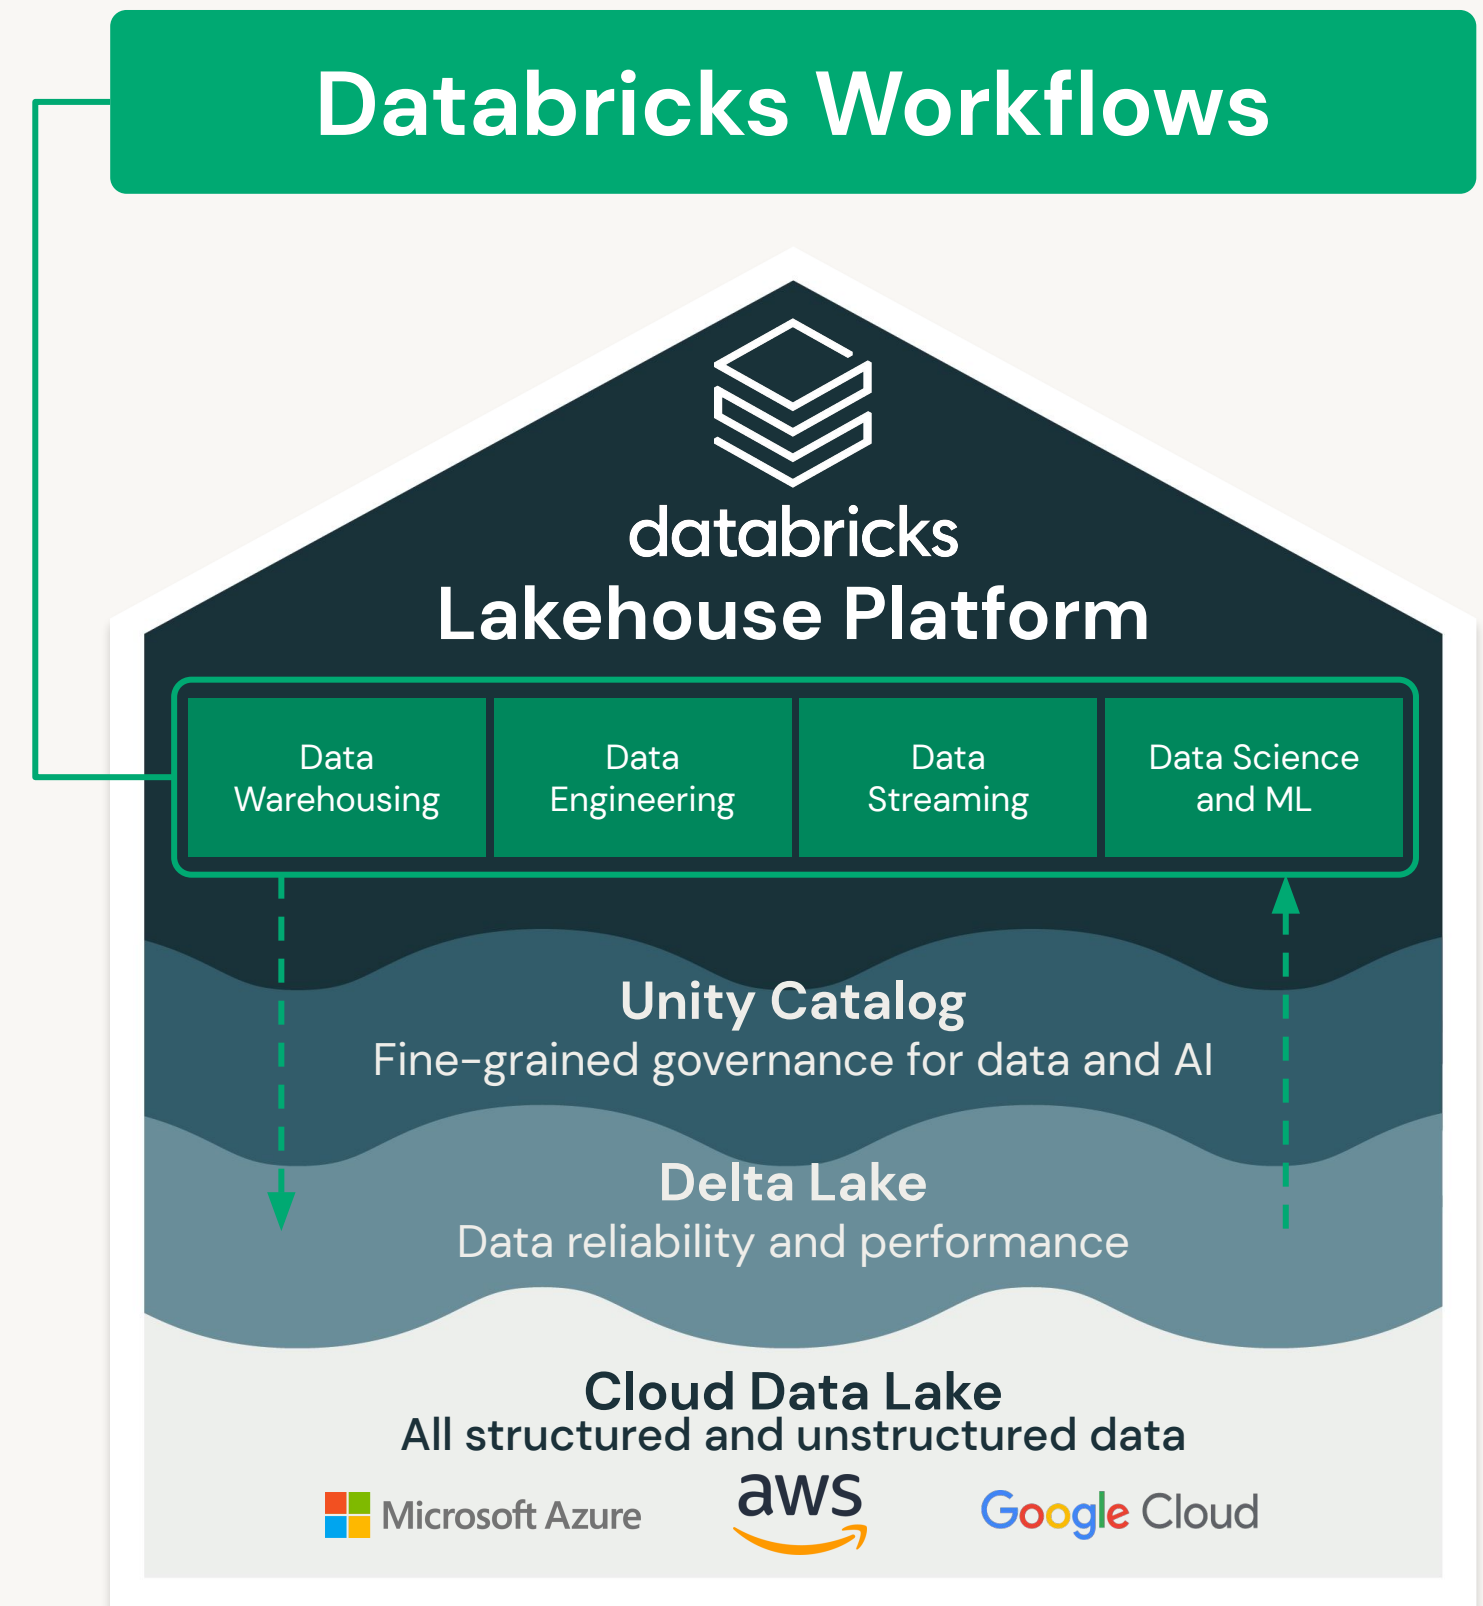 Databricks Workflows
databricks
Lakehouse Platform
Data
Warehousing
Data
Engineering
Data
Streaming
Data Science
and ML
Unity Catalog
Fine-grained governance for data and AI
Delta Lake
Data reliability and performance
Cloud Data Lake
All structured and unstructured data
Microsoft Azure
aws
Google Cloud